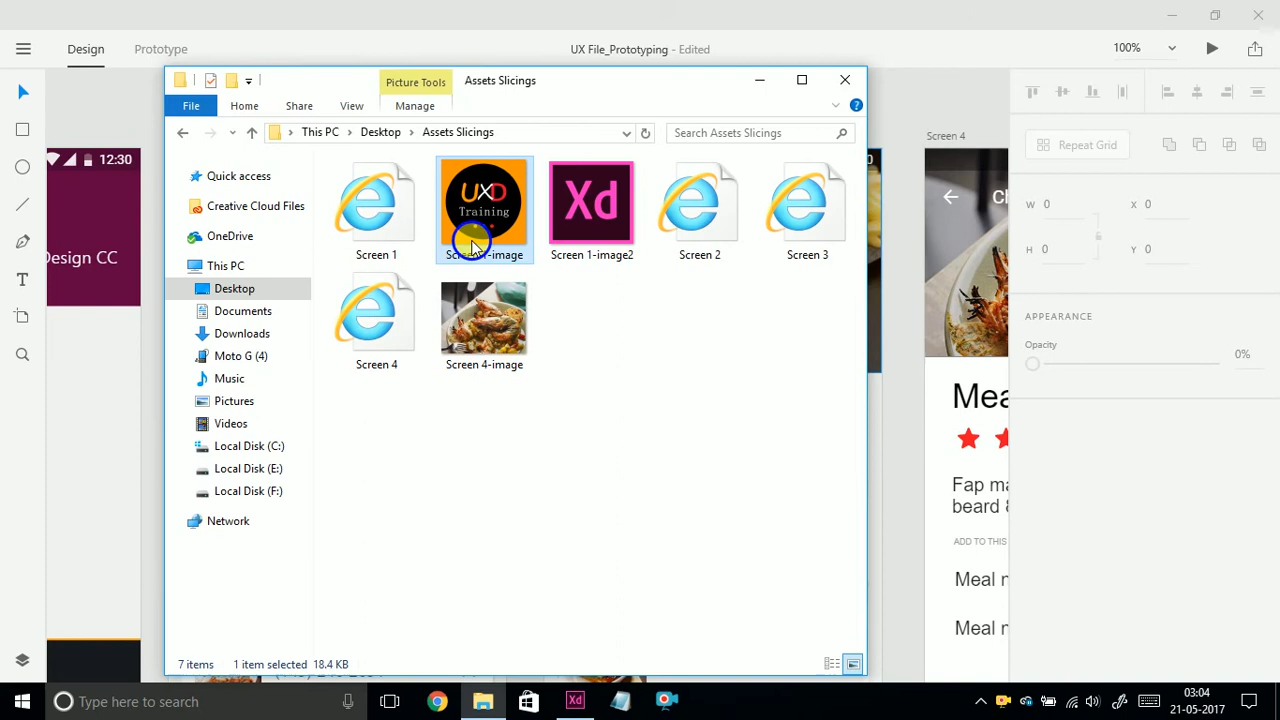 Design
Prototype
UX File_Prototyping - Edited
100%
Picture Tools
Assets Slicings
File
Home
Share
View
Manage
This PC
Desktop
Assets Slicings
Search Assets Slicings
Quick access
Creative Cloud Files
OneDrive
This PC
Desktop
Documents
Downloads
Moto G (4)
Music
Pictures
Videos
Local Disk (C:)
Local Disk (E:)
Local Disk (F:)
Network
UXD
Training
Xd
Screen 1
Screen 1-image2
Screen 2
Screen 3
Screen 4
Screen 4-image
7 items
1 item selected
18.4 KB
12:30
Design CC
Screen 4
Mea
Fap ma
beard &
ADD TO THIS
Meal n
Meal n
Repeat Grid
W 0
X 0
H 0
Y 0
APPEARANCE
Opacity
0%
Type here to search
Xd
03:04
21-05-2017